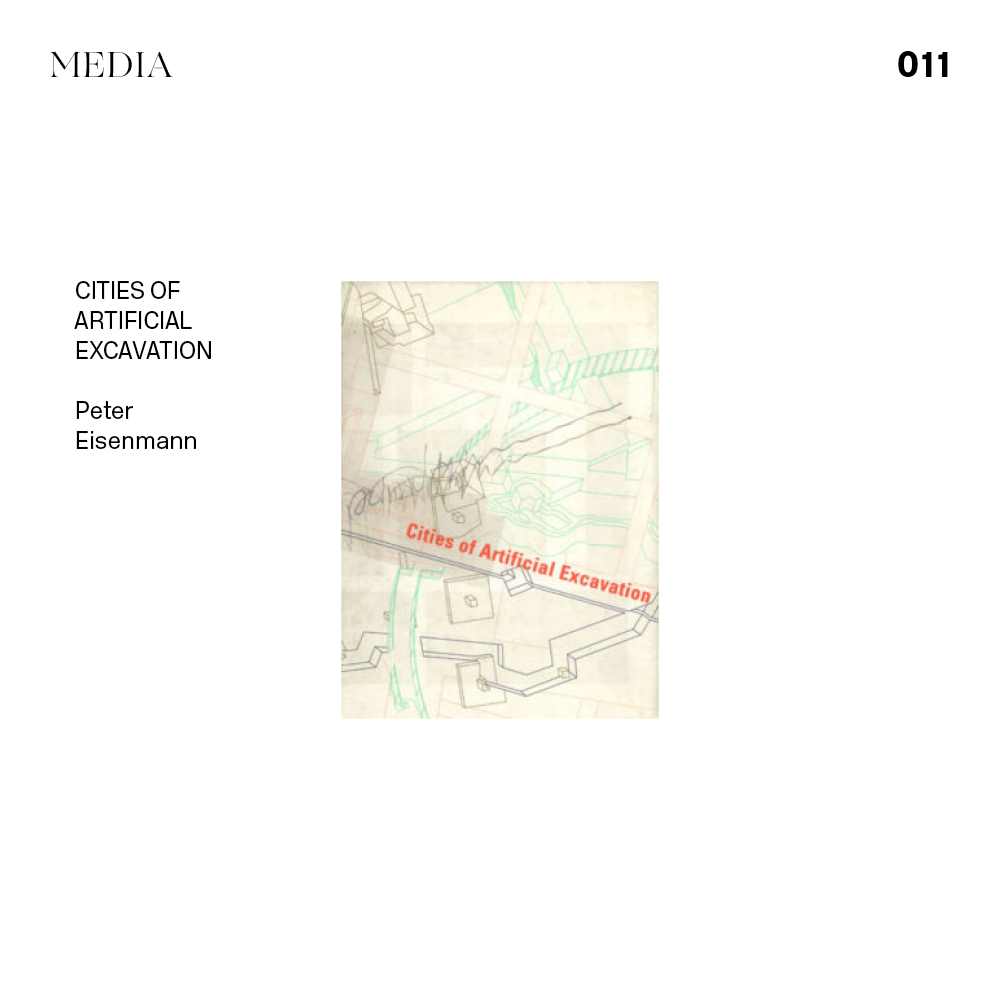 MEDIA
011
CITIES OF
ARTIFICIAL
EXCAVATION
Peter
Eisenmann
Cities of Artificial Excavation